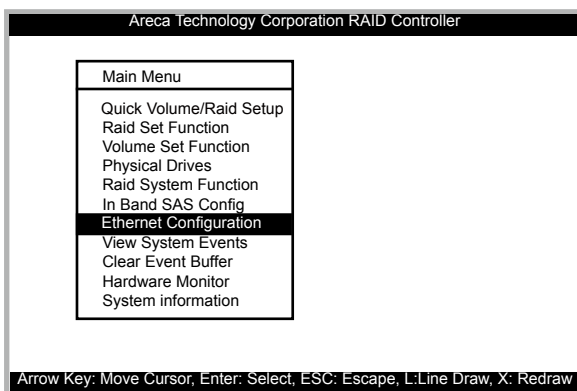 Areca Technology Corporation RAID Controller
Main Menu
Quick Volume/Raid Setup
Raid Set Function
Volume Set Function
Physical Drives
Raid System Function
In Band SAS Config
Ethernet Configuration
View System Events
Clear Event Buffer
Hardware Monitor
System information
Arrow Key: Move Cursor, Enter: Select, ESC: Escape, L:Line Draw, X: Redraw